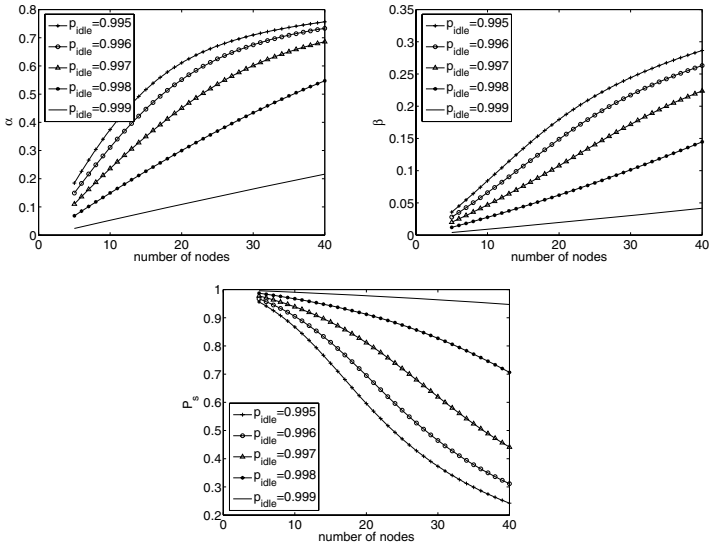 0.8
0.7
0.6
0.5
0.4
0.3
0.2
0.1
0
α
p_idle=0.995
p_idle=0.996
p_idle=0.997
p_idle=0.998
p_idle=0.999
0 10 20 30 40
number of nodes
0.35
0.3
0.25
0.2
0.15
0.1
0.05
0
β
p_idle=0.995
p_idle=0.996
p_idle=0.997
p_idle=0.998
p_idle=0.999
0 10 20 30 40
number of nodes
1
0.9
0.8
0.7
0.6
0.5
0.4
0.3
0.2
P_s
p_idle=0.995
p_idle=0.996
p_idle=0.997
p_idle=0.998
p_idle=0.999
0 10 20 30 40
number of nodes